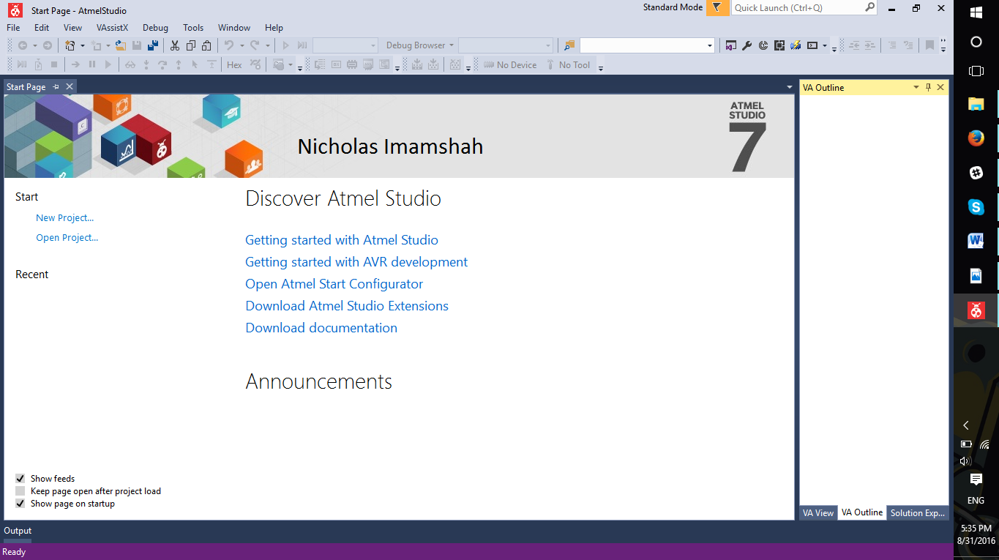 Start Page - AtmelStudio
Standard Mode
Quick Launch (Ctrl+Q)
File Edit View VAssistX Debug Tools Window Help
Debug Browser
Hex
No Device
No Tool
Start Page
VA Outline
ATMEL
STUDIO
7
Nicholas Imamshah
Start
New Project...
Open Project...
Recent
Discover Atmel Studio
Getting started with Atmel Studio
Getting started with AVR development
Open Atmel Start Configurator
Download Atmel Studio Extensions
Download documentation
Announcements
Show feeds
Keep page open after project load
Show page on startup
VA View
VA Outline
Solution Exp...
Output
Ready
ENG
5:35 PM
8/31/2016